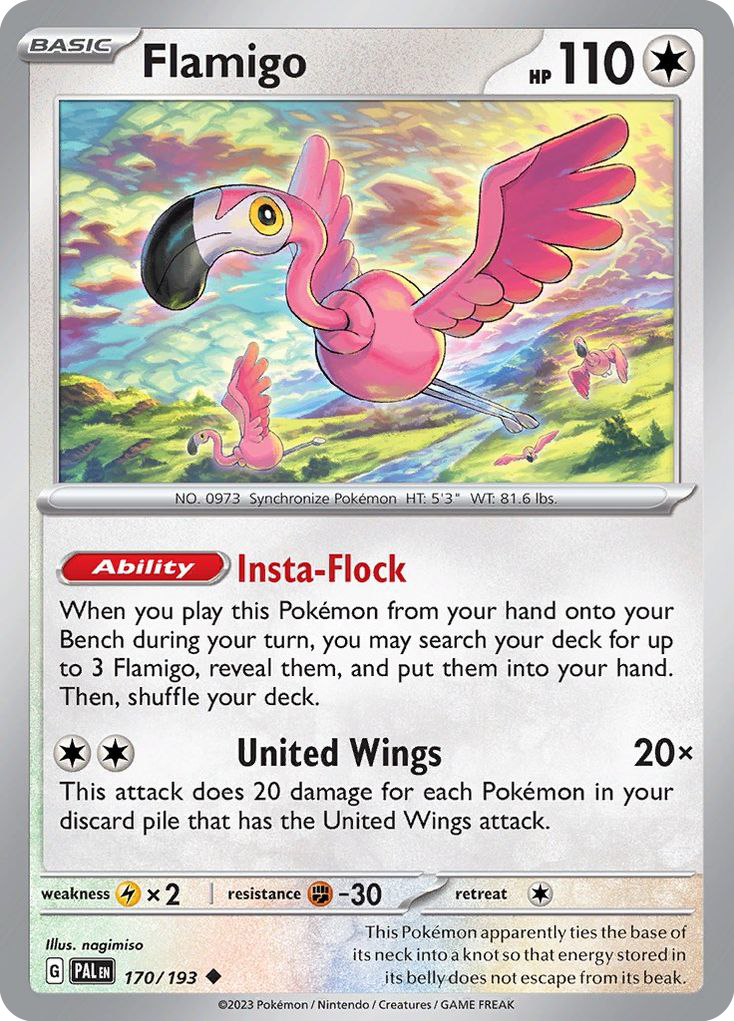 BASIC
Flamigo
HP 110
NO. 0973 Synchronize Pokémon HT: 5'3" WT: 81.6 lbs.
Ability Insta-Flock
When you play this Pokémon from your hand onto your
Bench during your turn, you may search your deck for up
to 3 Flamigo, reveal them, and put them into your hand.
Then, shuffle your deck.
United Wings 20×
This attack does 20 damage for each Pokémon in your
discard pile that has the United Wings attack.
weakness ×2 resistance -30 retreat
Illus. nagimiso
G PAL EN 170/193
This Pokémon apparently ties the base of
its neck into a knot so that energy stored in
its belly does not escape from its beak.
©2023 Pokémon / Nintendo / Creatures / GAME FREAK